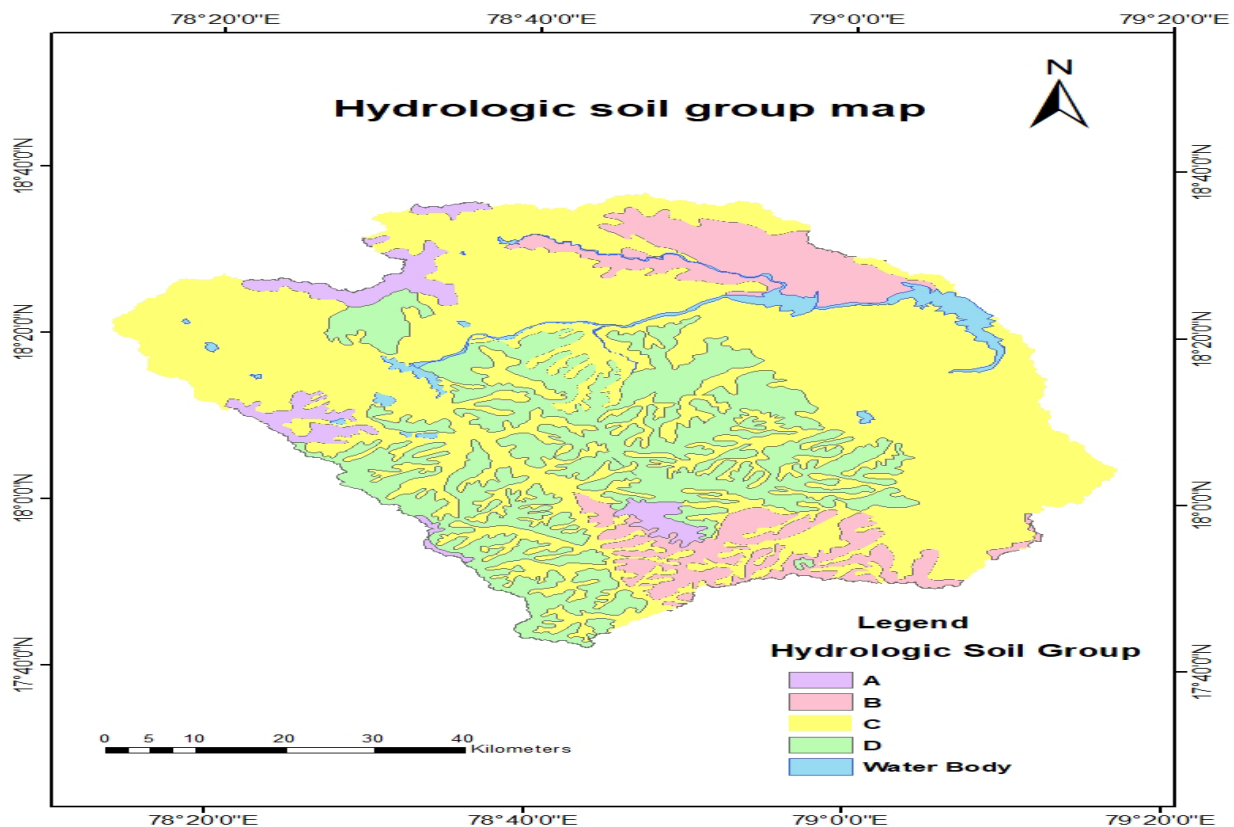 78°20'0"E 78°40'0"E 79°0'0"E 79°20'0"E
N
Hydrologic soil group map
18°40'0"N 18°40'0"N
18°20'0"N 18°20'0"N
18°0'0"N 18°0'0"N
17°40'0"N 17°40'0"N
Legend
Hydrologic Soil Group
A
B
C
D
Water Body
0 5 10 20 30 40
Kilometers
78°20'0"E 78°40'0"E 79°0'0"E 79°20'0"E